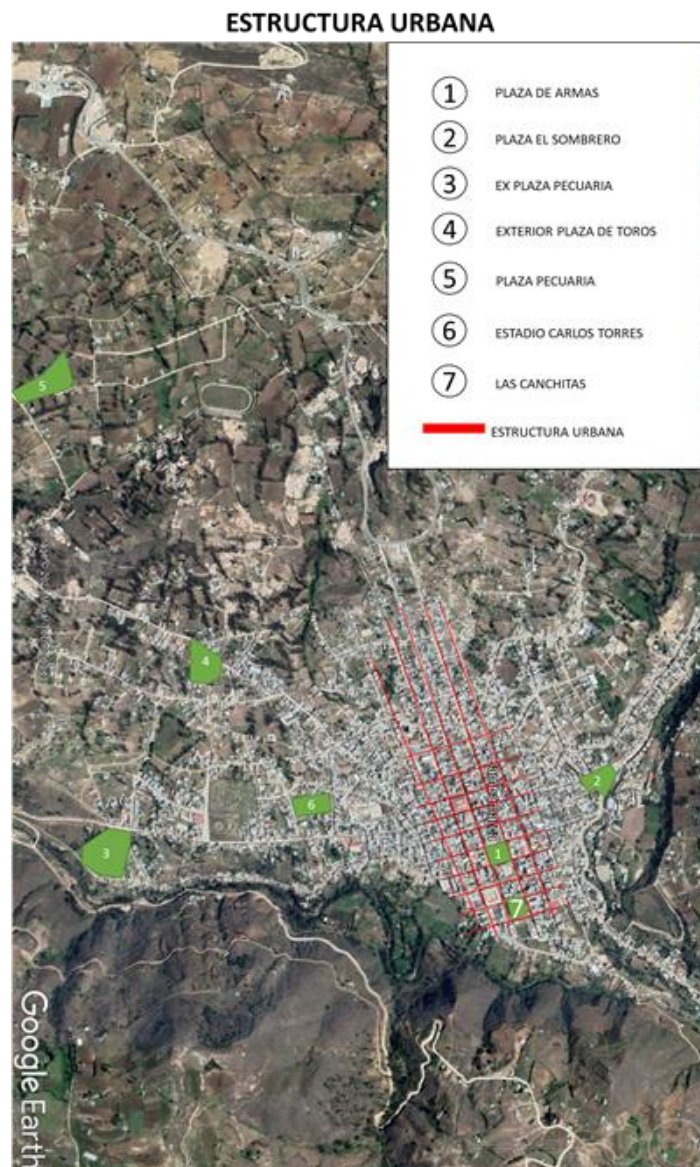 ESTRUCTURA URBANA
1 PLAZA DE ARMAS
2 PLAZA EL SOMBRERO
3 EX PLAZA PECUARIA
4 EXTERIOR PLAZA DE TOROS
5 PLAZA PECUARIA
6 ESTADIO CARLOS TORRES
7 LAS CANCHITAS
ESTRUCTURA URBANA
5
4
2
6
3
1
7
Google Earth